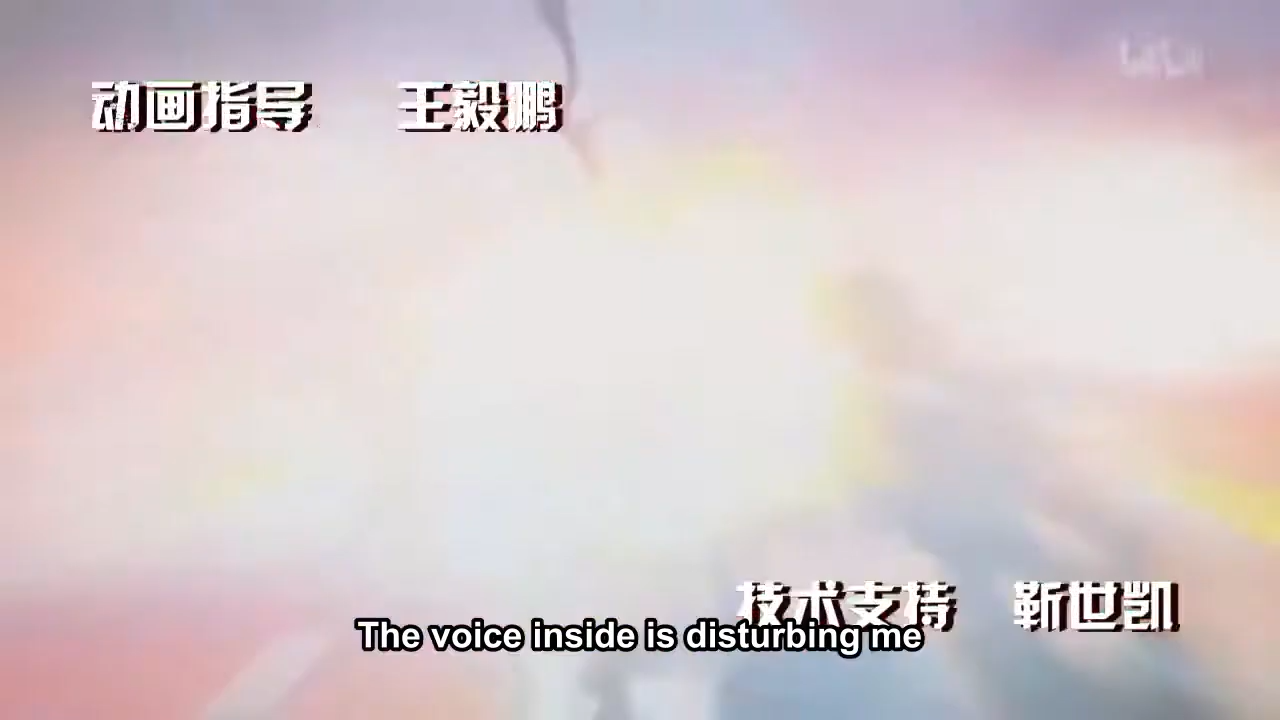 动画指导 王毅鹏
技术支持 靳世凯
The voice inside is disturbing me